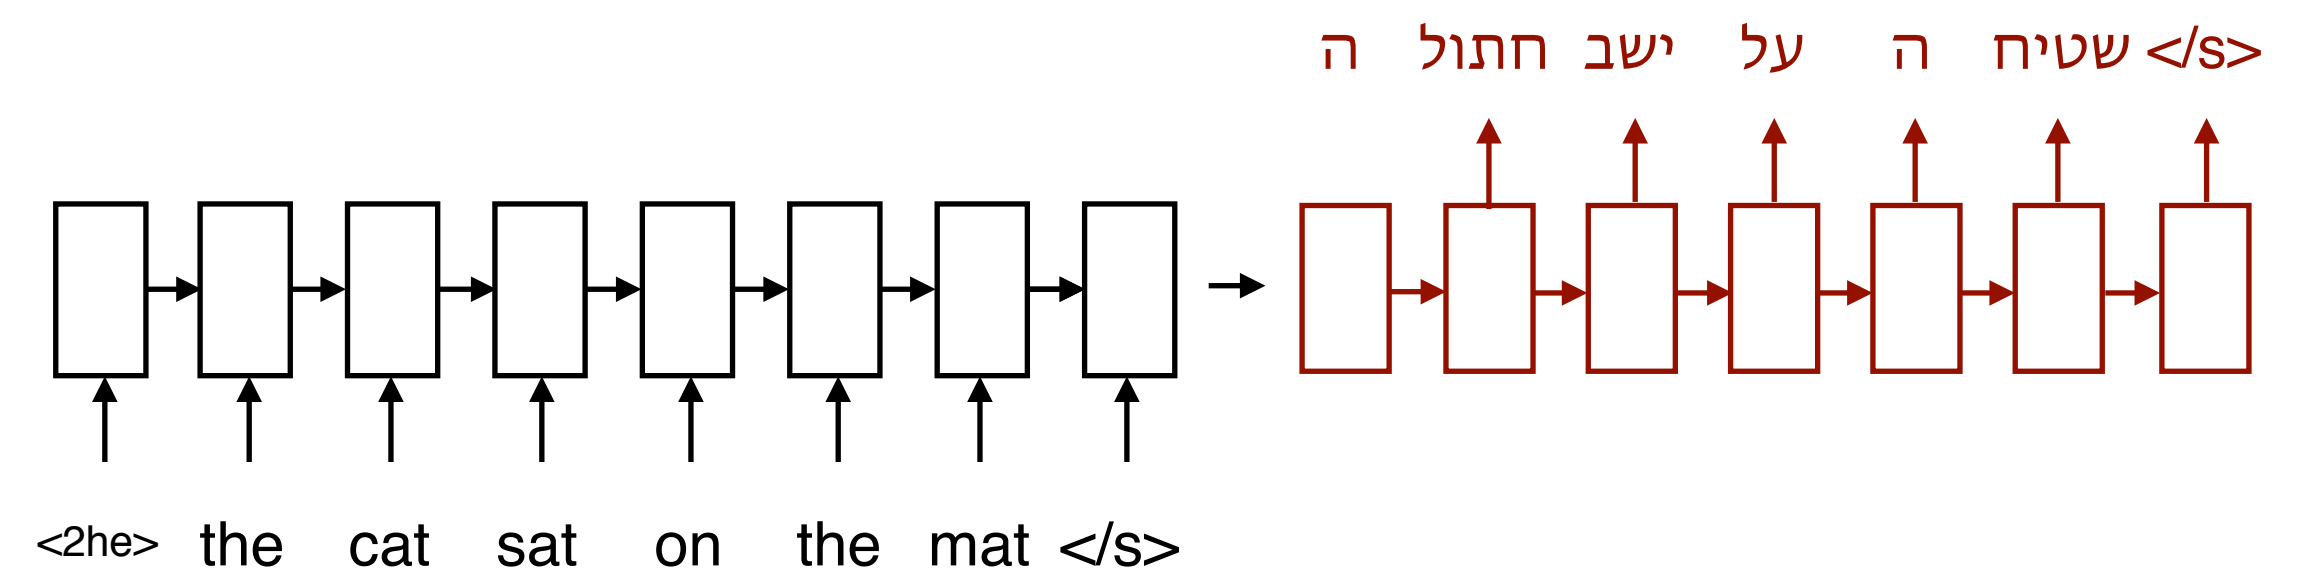 ה חתול ישב על ה שטיח </s>
<2he> the cat sat on the mat </s>